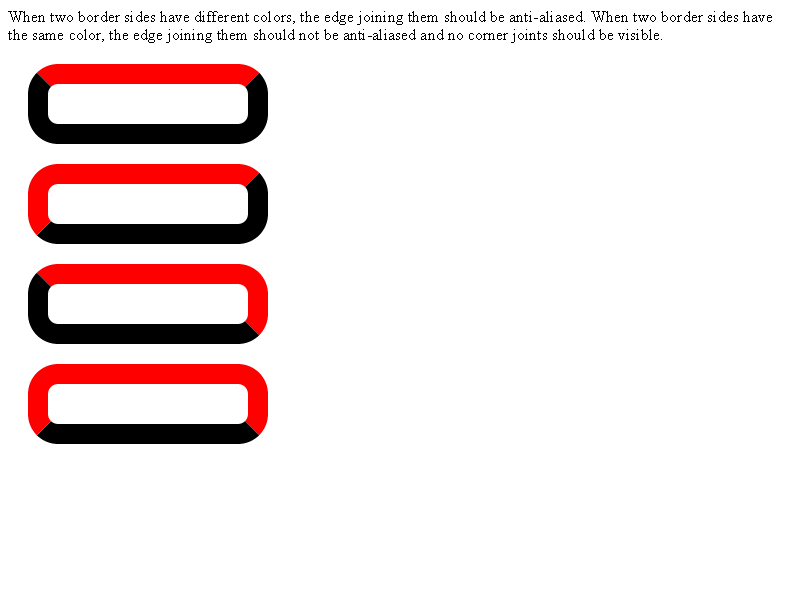 When two border sides have different colors, the edge joining them should be anti-aliased. When two border sides have
the same color, the edge joining them should not be anti-aliased and no corner joints should be visible.